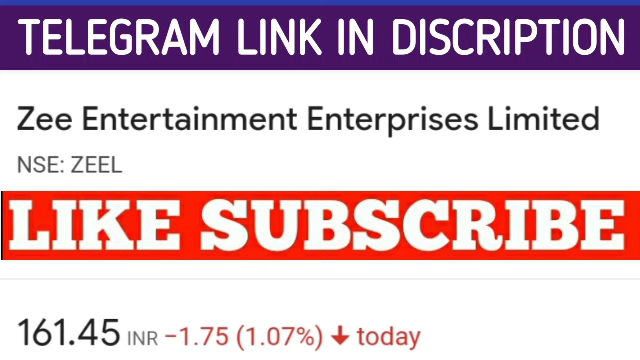 TELEGRAM LINK IN DISCRIPTION
Zee Entertainment Enterprises Limited
NSE: ZEEL
LIKE SUBSCRIBE
161.45 INR −1.75 (1.07%) ↓ today